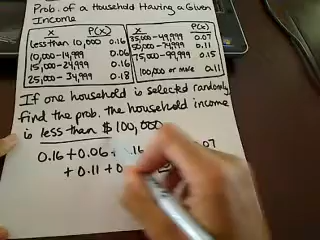 Prob. of a Household Having a Given
Income
X P(X) X P(X)
less than 10,000 0.16 35,000-49,999 0.07
10,000-14,999 0.06 50,000-74,999 0.11
15,000-24,999 0.16 75,000-99,999 0.15
25,000-34,999 0.18 100,000 or more 0.11
If one household is selected randomly
find the prob. the household income
is less than $100,000
0.16+0.06+ .16 .07
+0.11+0